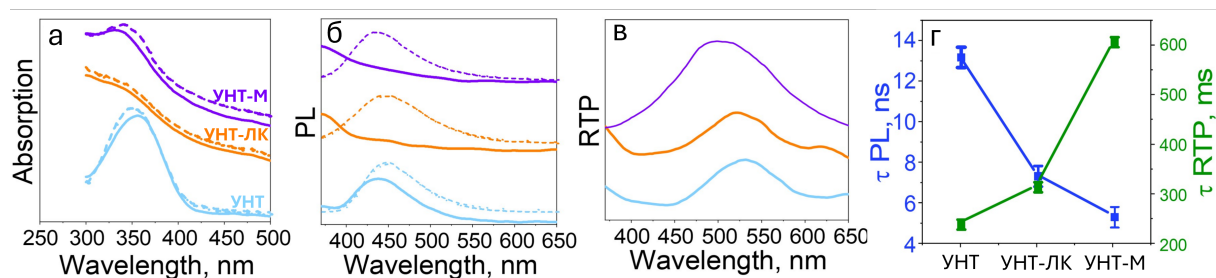 а
Absorption
УНТ-М
УНТ-ЛК
УНТ
250 300 350 400 450 500
Wavelength, nm
б
PL
400 450 500 550 600 650
Wavelength, nm
в
RTP
400 450 500 550 600 650
Wavelength, nm
г
τ PL, ns
14
12
10
8
6
4
τ RTP, ms
600
500
400
300
200
УНТ УНТ-ЛК УНТ-М